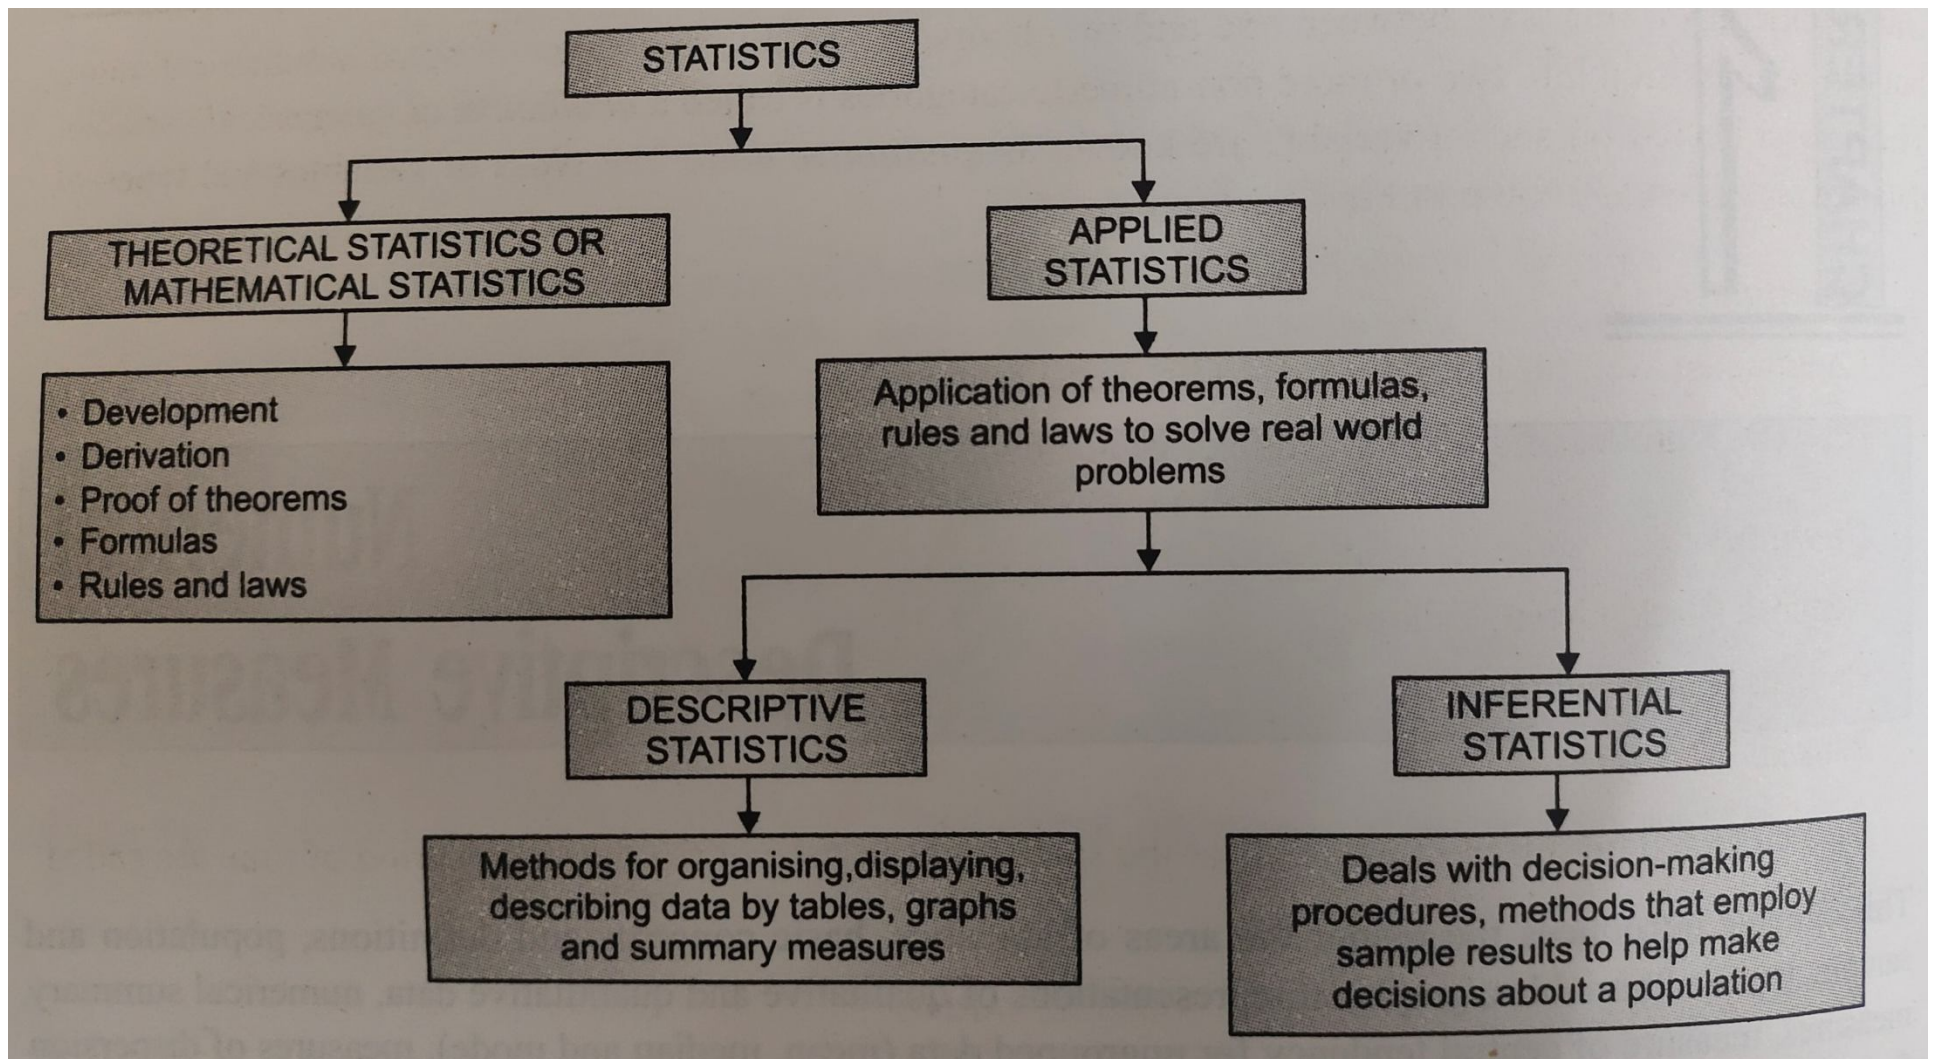 STATISTICS
THEORETICAL STATISTICS OR
MATHEMATICAL STATISTICS
APPLIED
STATISTICS
• Development
• Derivation
• Proof of theorems
• Formulas
• Rules and laws
Application of theorems, formulas,
rules and laws to solve real world
problems
DESCRIPTIVE
STATISTICS
INFERENTIAL
STATISTICS
Methods for organising,displaying,
describing data by tables, graphs
and summary measures
Deals with decision-making
procedures, methods that employ
sample results to help make
decisions about a population